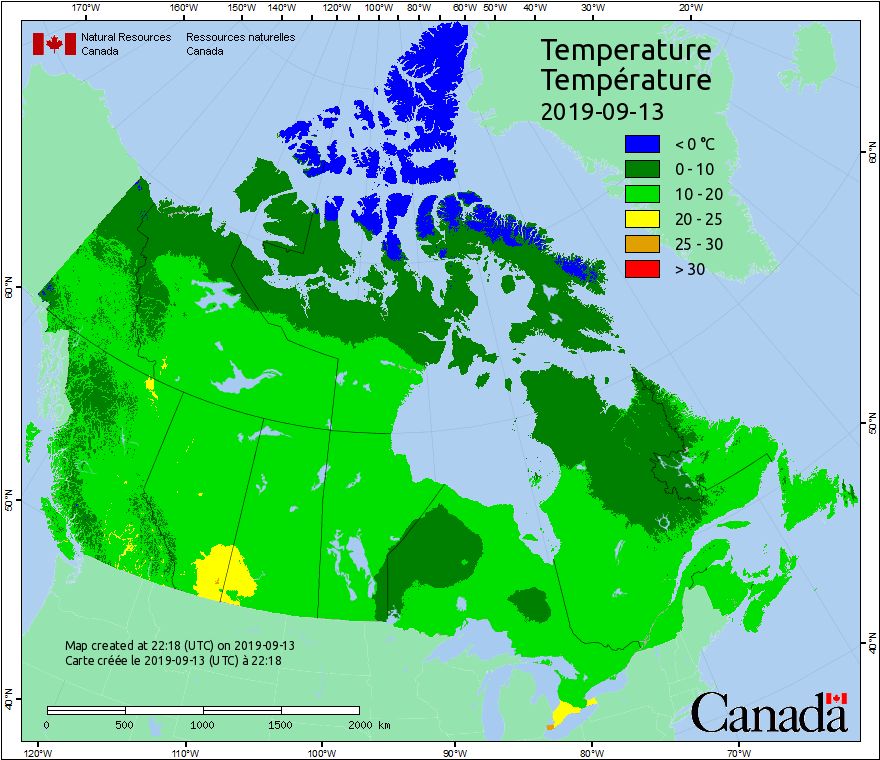 170°W 160°W 150°W 140°W 130°W 120°W 110°W 100°W 90°W 80°W 60°W 50°W 40°W 30°W 20°W
Natural Resources Ressources naturelles
Canada Canada
Temperature
Température
2019-09-13
< 0 °C
0 - 10
10 - 20
20 - 25
25 - 30
> 30
60°N
60°N
50°N
50°N
40°N
40°N
Map created at 22:18 (UTC) on 2019-09-13
Carte créée le 2019-09-13 (UTC) à 22:18
0 500 1000 1500 2000 km
Canada
120°W 110°W 100°W 90°W 80°W 70°W